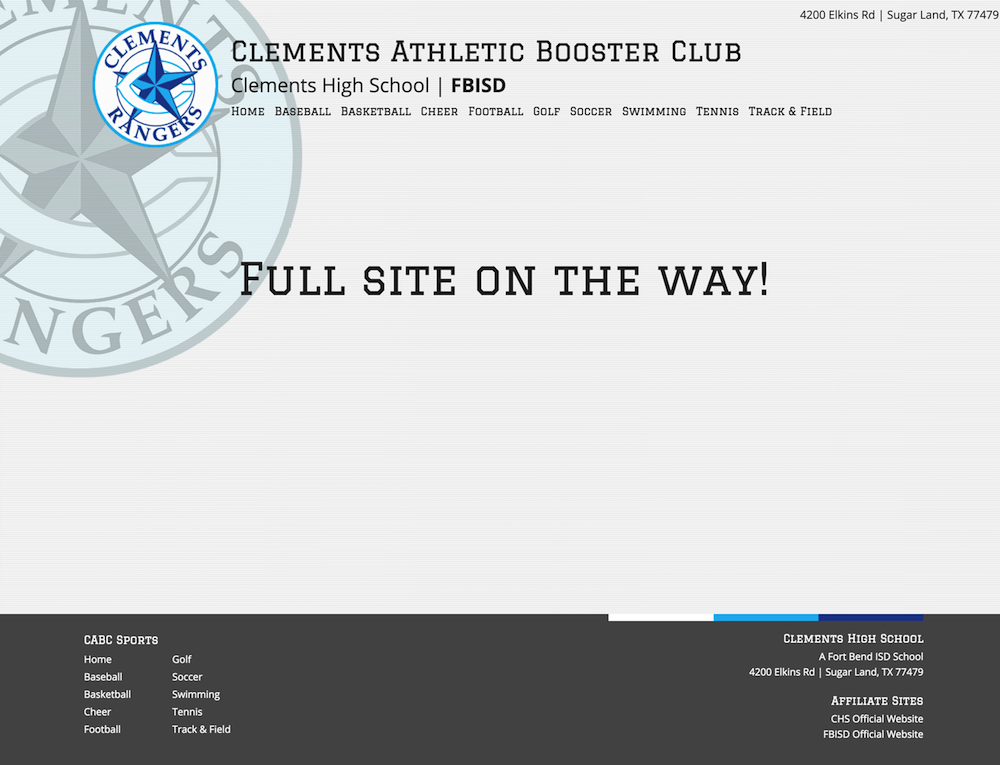 4200 Elkins Rd | Sugar Land, TX 77479
CLEMENTS
RANGERS
Clements Athletic Booster Club
Clements High School | FBISD
Home Baseball Basketball Cheer Football Golf Soccer Swimming Tennis Track & Field
Full site on the way!
CABC Sports
Home Golf
Baseball Soccer
Basketball Swimming
Cheer Tennis
Football Track & Field
Clements High School
A Fort Bend ISD School
4200 Elkins Rd | Sugar Land, TX 77479
Affiliate Sites
CHS Official Website
FBISD Official Website